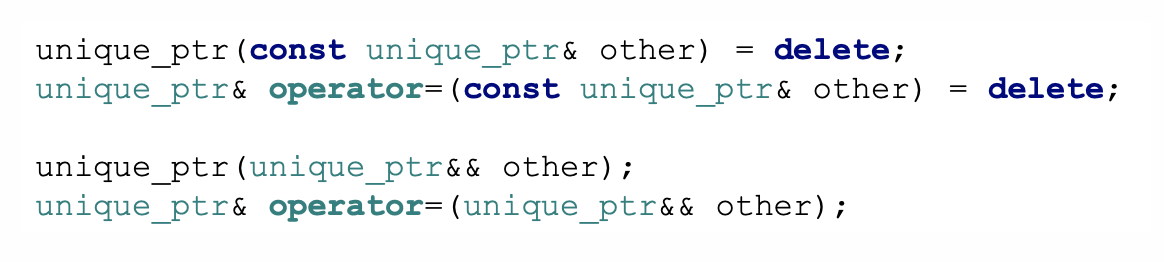 unique_ptr(const unique_ptr& other) = delete;
unique_ptr& operator=(const unique_ptr& other) = delete;
unique_ptr(unique_ptr&& other);
unique_ptr& operator=(unique_ptr&& other);